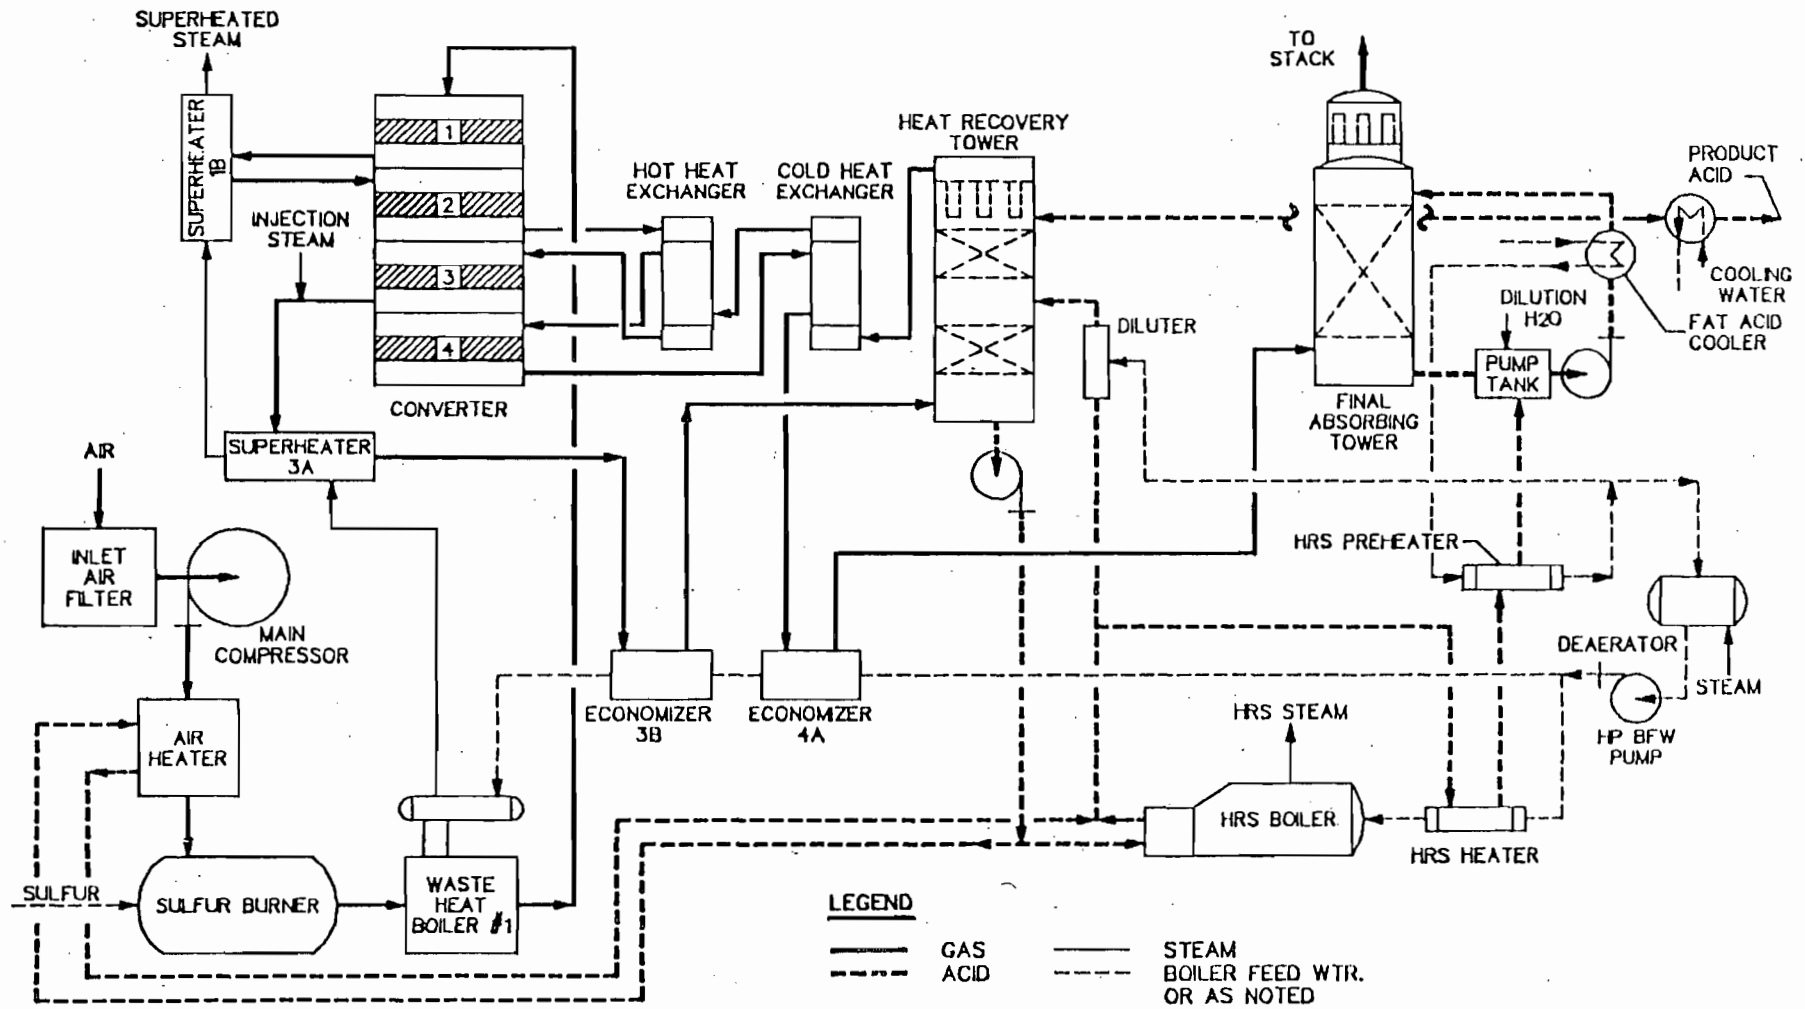 SUPERHEATED
STEAM
SUPERHEATER
1B
INJECTION
STEAM
1
2
3
4
CONVERTER
HOT HEAT
EXCHANGER
COLD HEAT
EXCHANGER
HEAT RECOVERY
TOWER
TO
STACK
PRODUCT
ACID
COOLING
WATER
DILUTION
H2O
FAT ACID
COOLER
PUMP
TANK
FINAL
ABSORBING
TOWER
DILUTER
SUPERHEATER
3A
AIR
INLET
AIR
FILTER
MAIN
COMPRESSOR
HRS PREHEATER
DEAERATOR
STEAM
HP BFW
PUMP
AIR
HEATER
ECONOMIZER
3B
ECONOMIZER
4A
HRS STEAM
HRS BOILER
HRS HEATER
SULFUR
SULFUR BURNER
WASTE
HEAT
BOILER #1
LEGEND
GAS
ACID
STEAM
BOILER FEED WTR.
OR AS NOTED